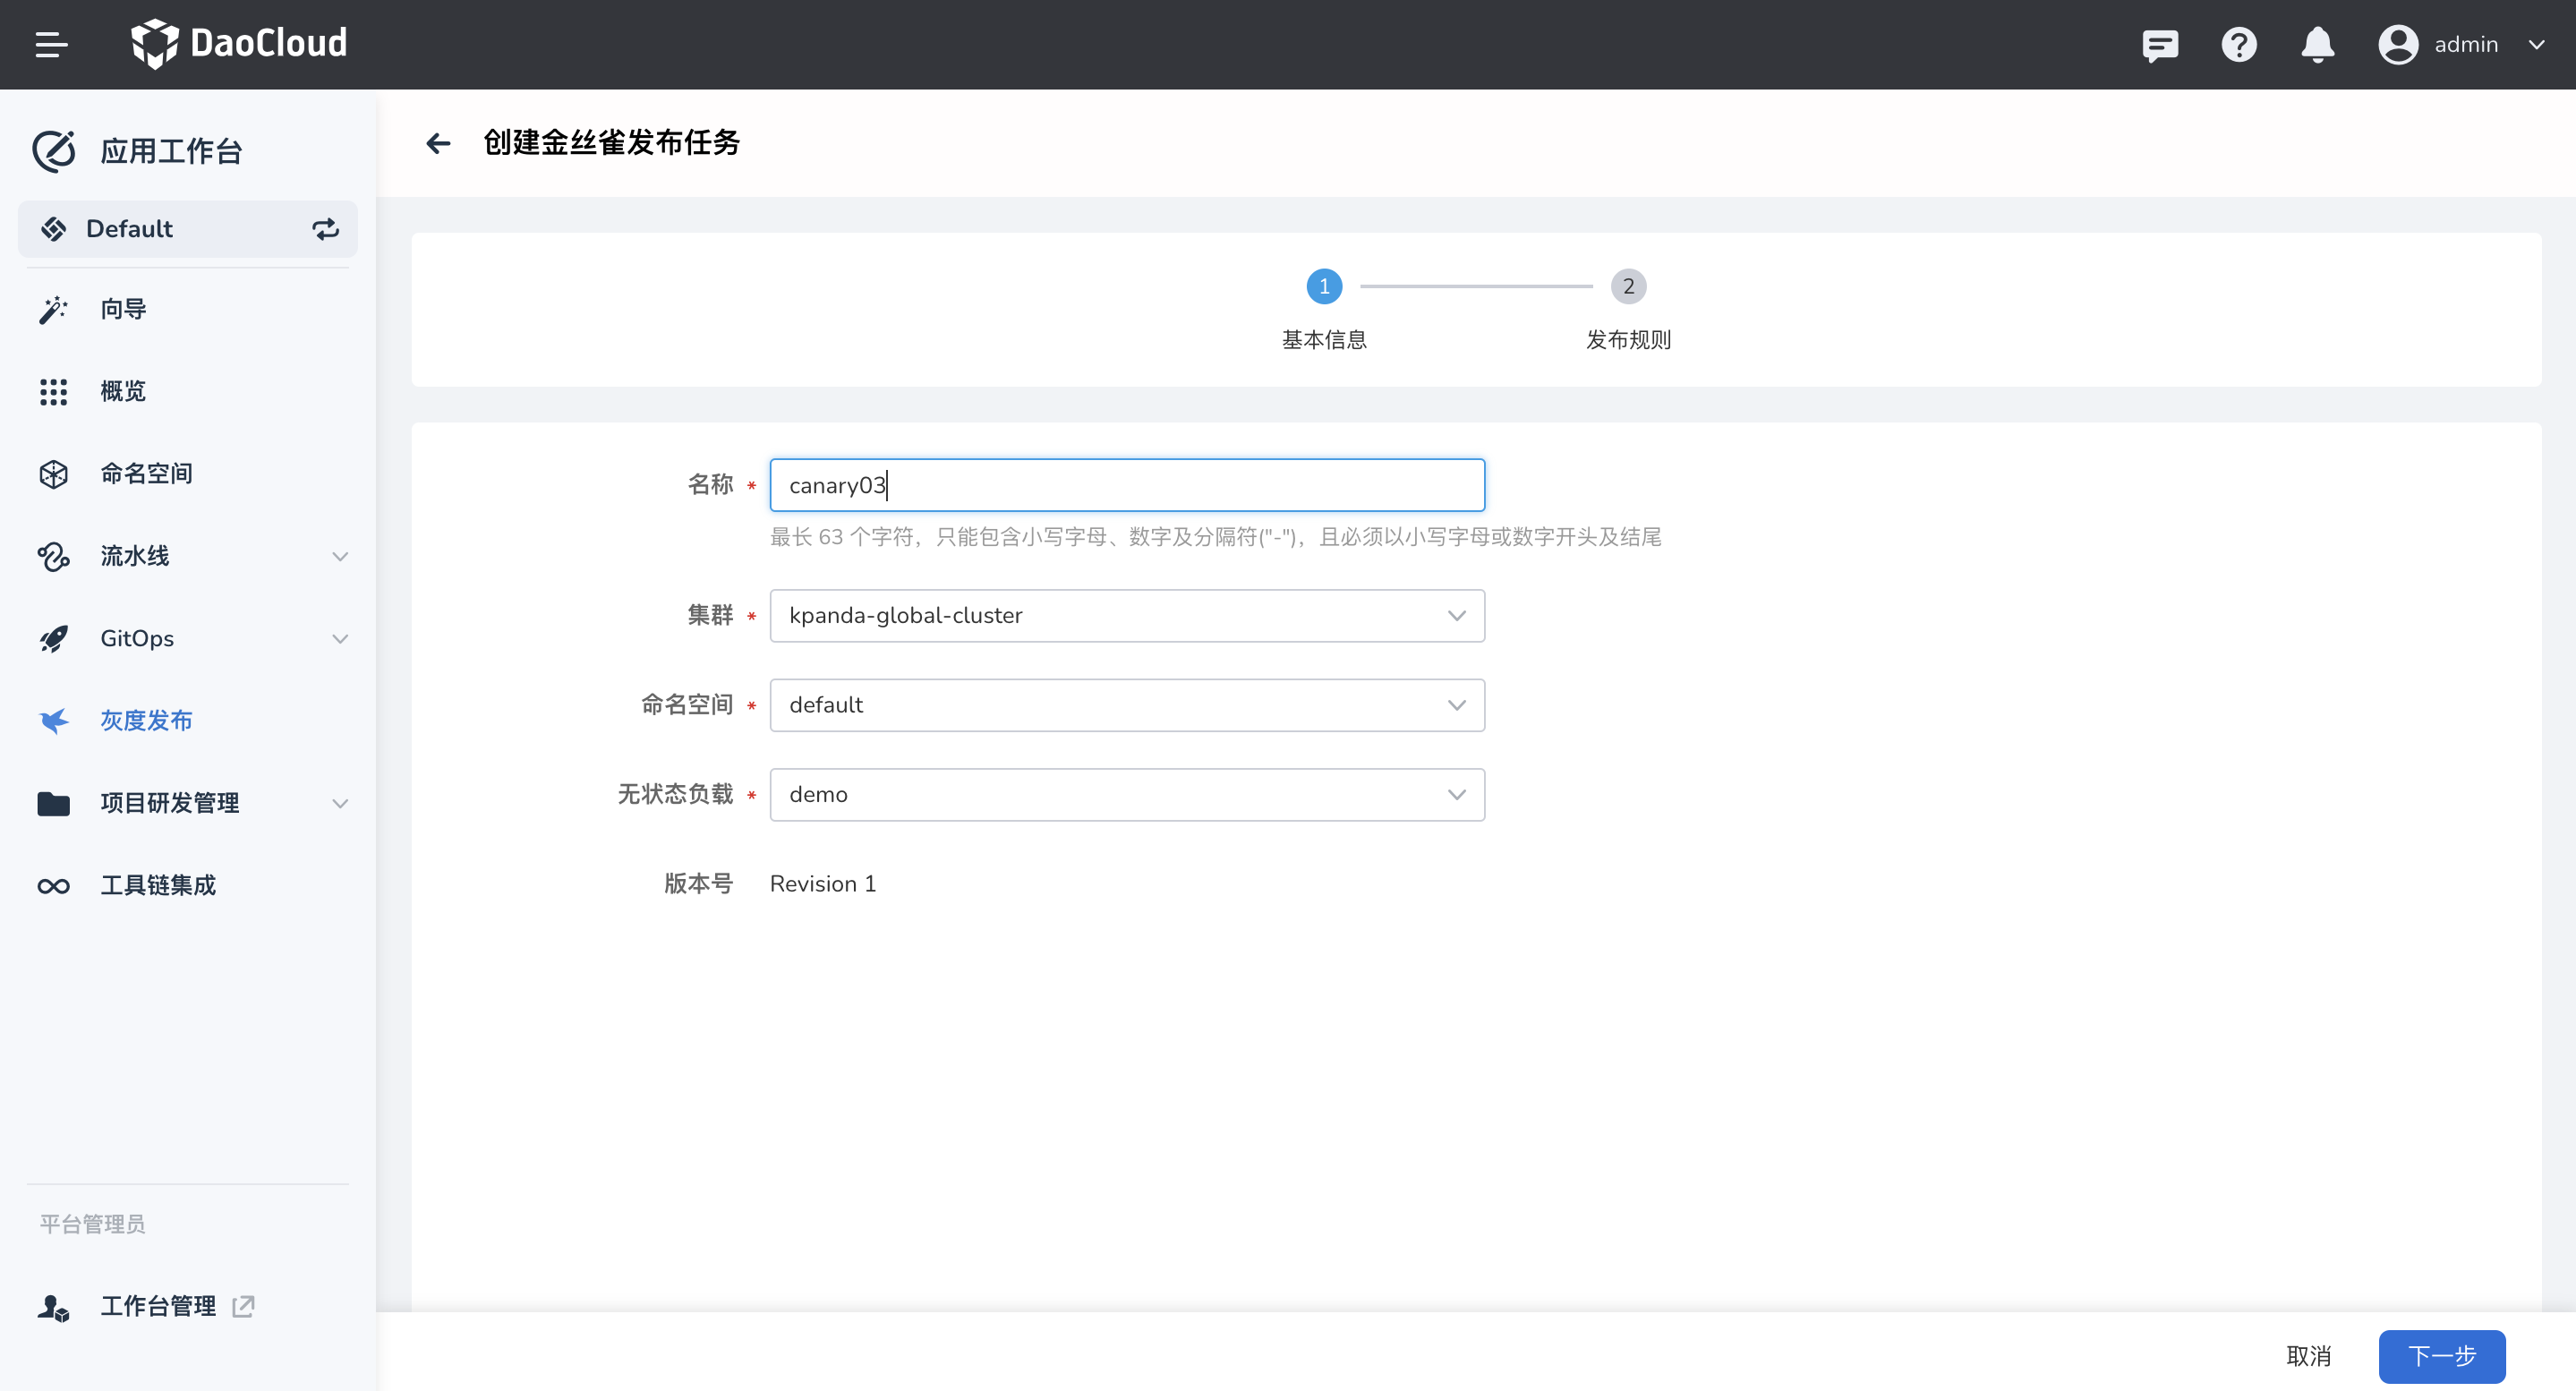 DaoCloud
admin
应用工作台
Default
向导
概览
命名空间
流水线
GitOps
灰度发布
项目研发管理
工具链集成
平台管理员
工作台管理
创建金丝雀发布任务
1
2
基本信息
发布规则
名称 * canary03
最长 63 个字符，只能包含小写字母、数字及分隔符("-")，且必须以小写字母或数字开头及结尾
集群 * kpanda-global-cluster
命名空间 * default
无状态负载 * demo
版本号 Revision 1
取消
下一步